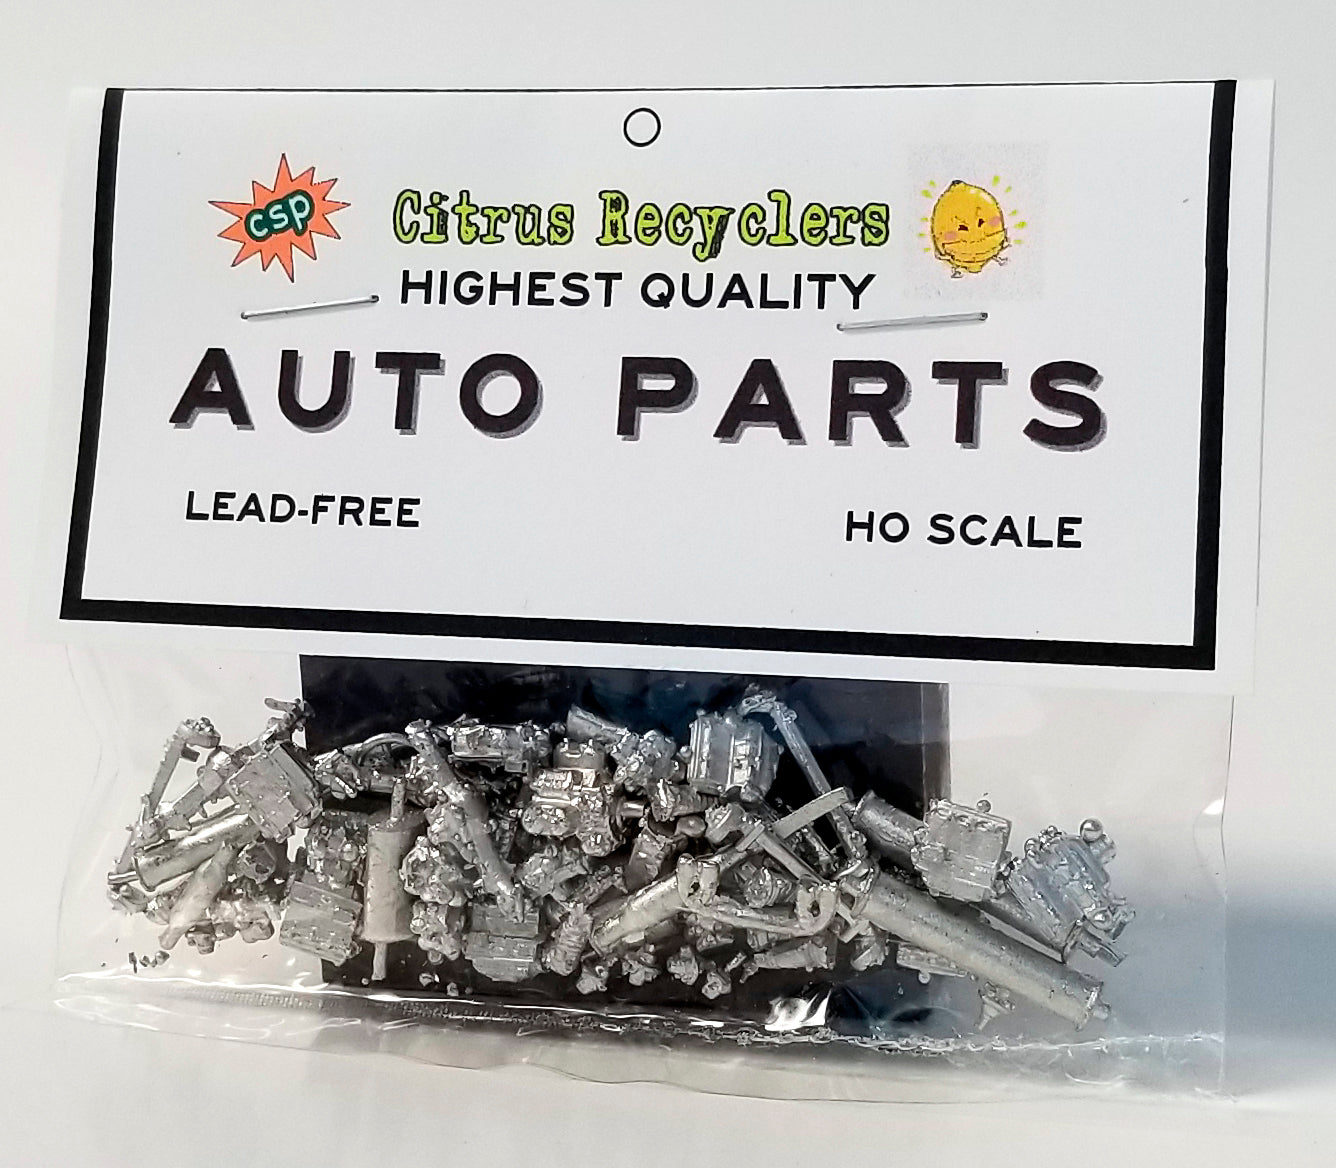 csp
Citrus Recyclers
HIGHEST QUALITY
AUTO PARTS
LEAD-FREE
HO SCALE